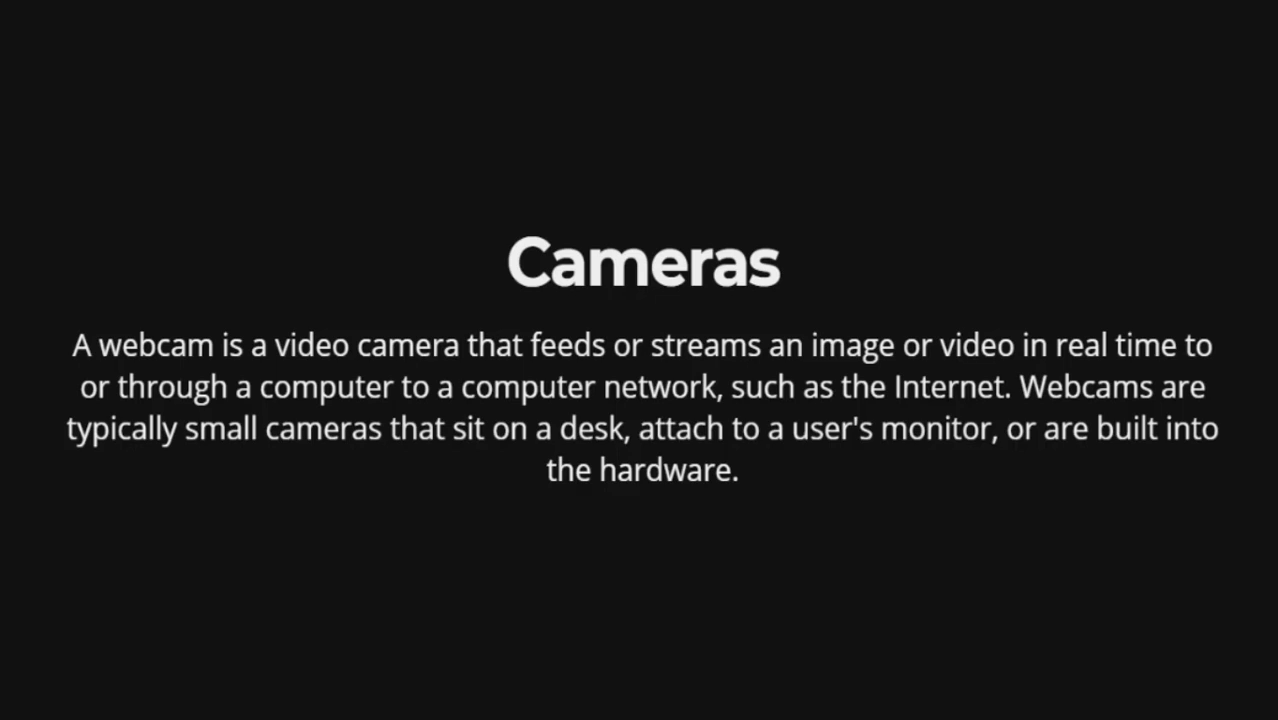 Cameras
A webcam is a video camera that feeds or streams an image or video in real time to
or through a computer to a computer network, such as the Internet. Webcams are
typically small cameras that sit on a desk, attach to a user's monitor, or are built into
the hardware.